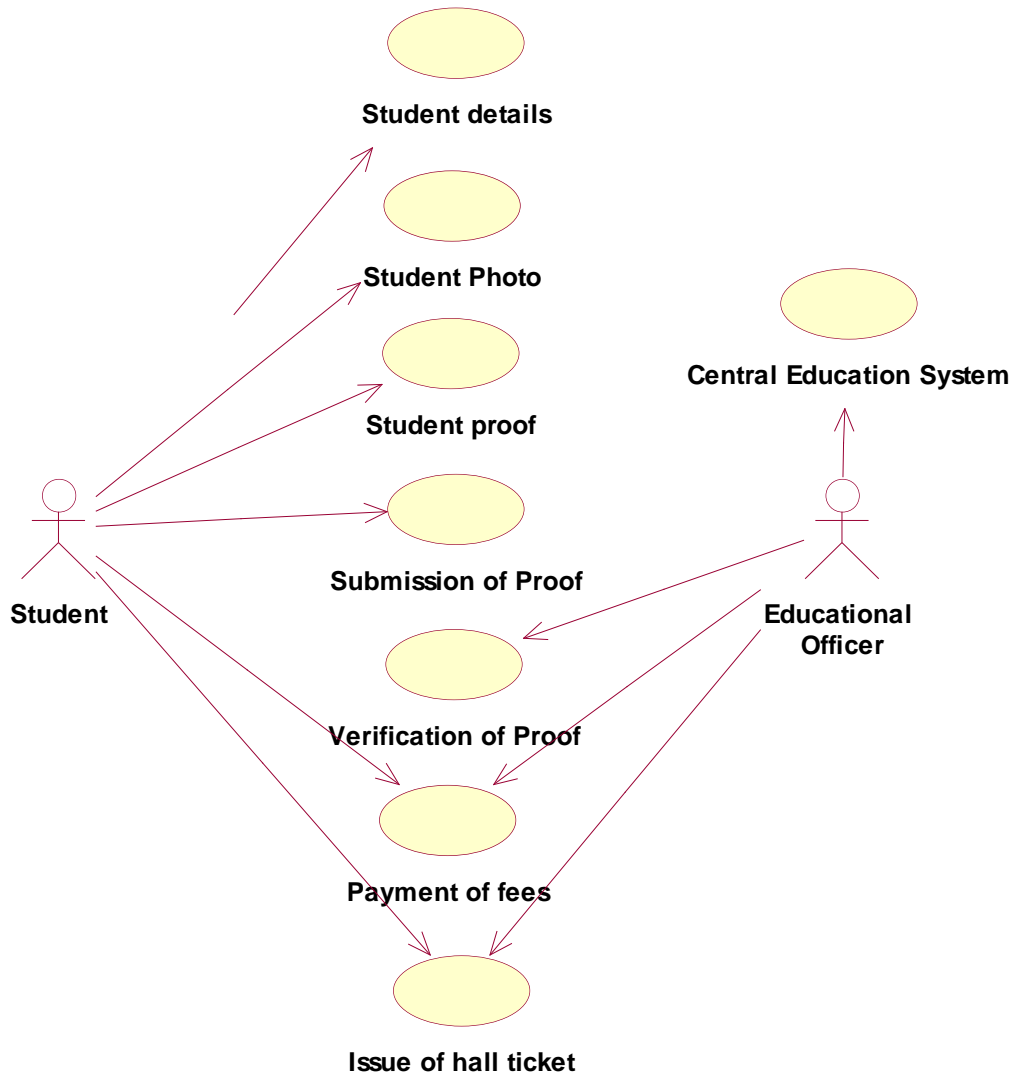 Student details
Student Photo
Central Education System
Student proof
Submission of Proof
Student
Educational
Officer
Verification of Proof
Payment of fees
Issue of hall ticket